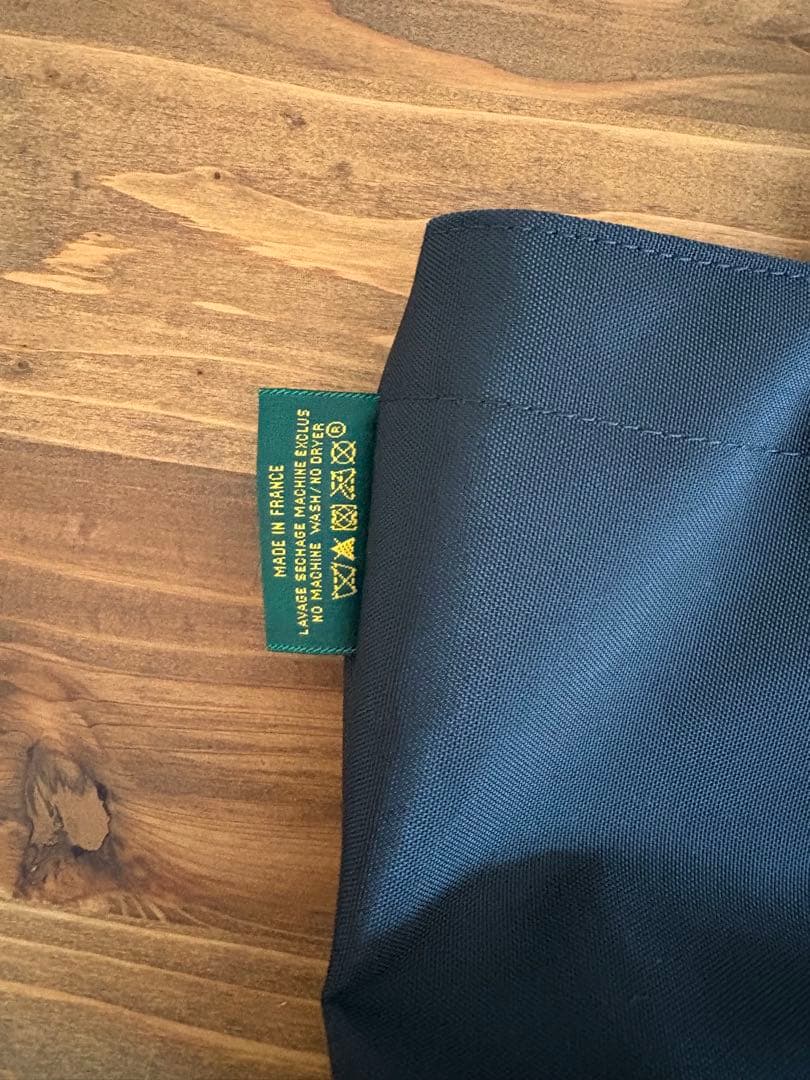 MADE IN FRANCE
LAVAGE SECHAGE MACHINE EXCLUS
NO MACHINE WASH/NO DRYER
®